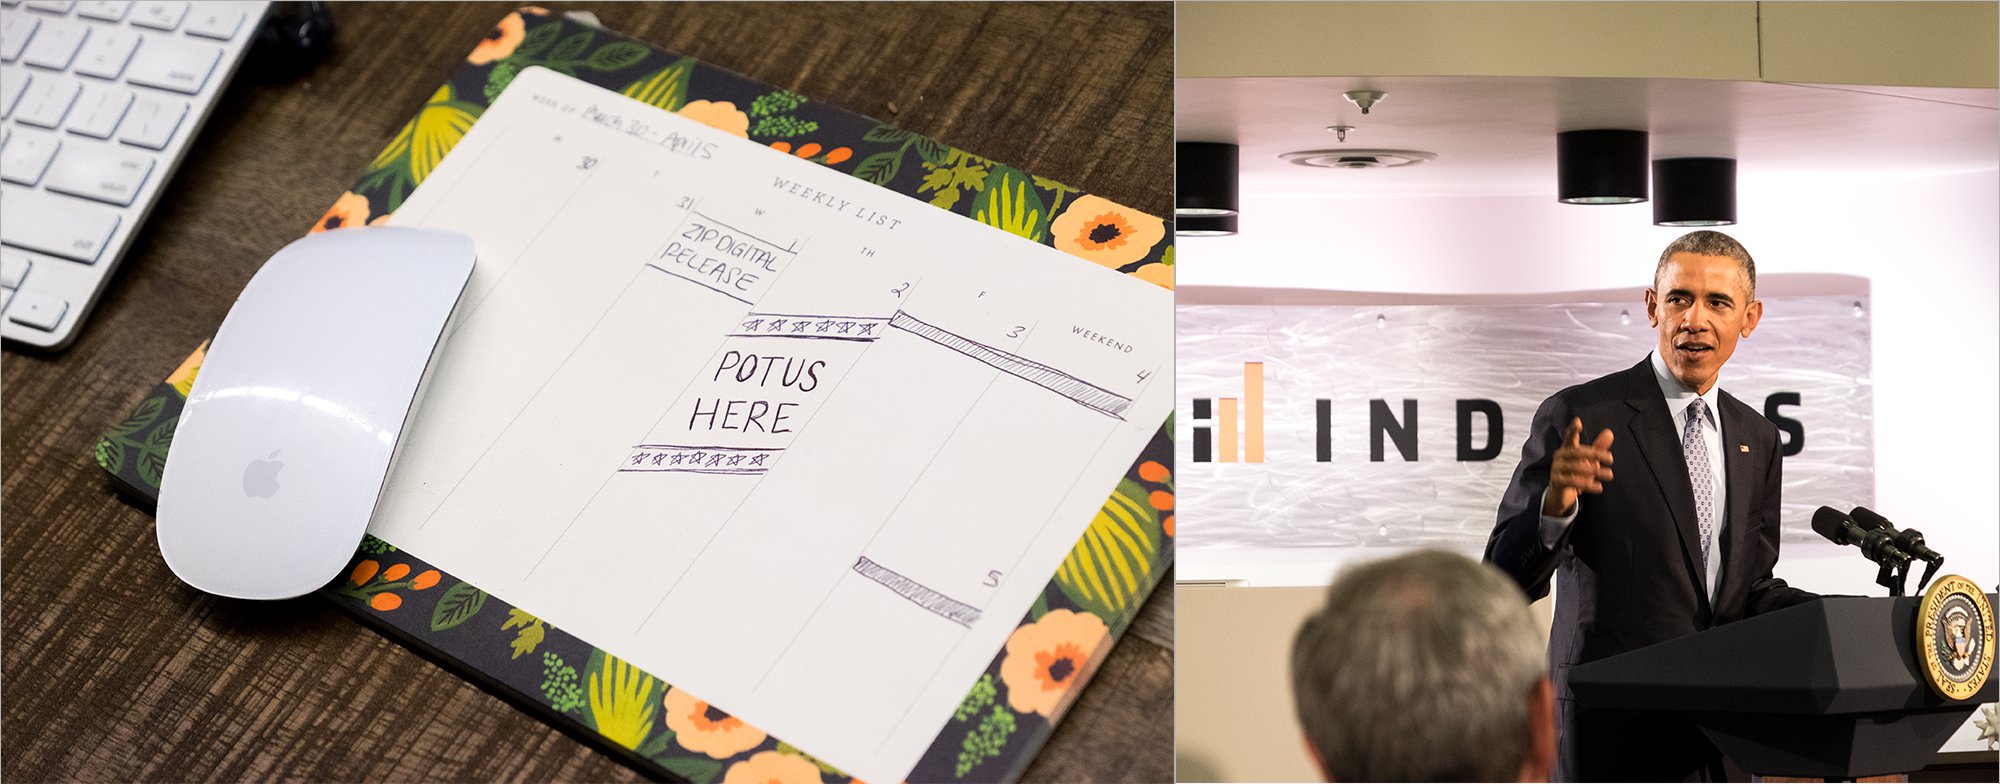 WEEK OF March 30 - April 5
WEEKLY LIST
M
30
T
31
W
1
TH
2
F
3
WEEKEND
4
ZIP DIGITAL
RELEASE
POTUS
HERE
5
IND
S
SEAL OF THE PRESIDENT OF THE UNITED STATES